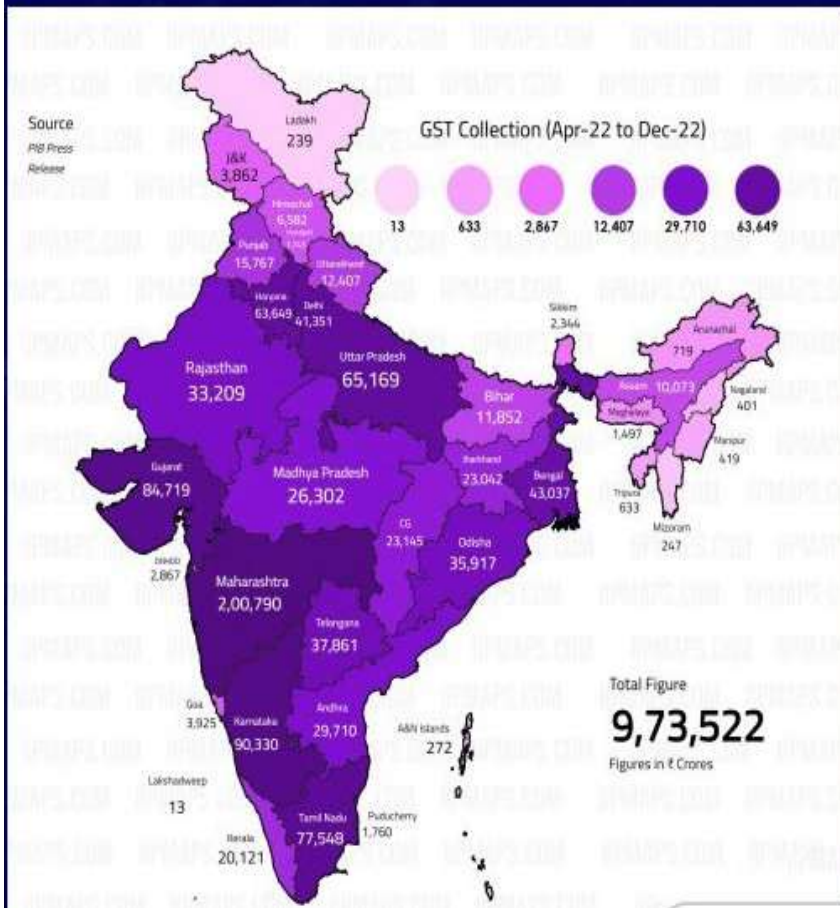 Source
PIB Press
Release
GST Collection (Apr-22 to Dec-22)
13 633 2,867 12,407 29,710 63,649
Ladakh
239
J&K
3,862
Himachal
6,582
Punjab
15,767
Uttarakhand
12,407
Haryana
63,649
Delhi
41,351
Uttar Pradesh
65,169
Rajasthan
33,209
Sikkim
2,344
Arunachal
719
Assam 10,073
Nagaland
401
Meghalaya
1,497
Manipur
419
Tripura
633
Mizoram
247
Bihar
11,852
Jharkhand
23,042
Bengal
43,037
Gujarat
84,719
Madhya Pradesh
26,302
CG
23,145
Odisha
35,917
DNHDD
2,867
Maharashtra
2,00,790
Telangana
37,861
Goa
3,925
Karnataka
90,330
Andhra
29,710
A&N Islands
272
Total Figure
9,73,522
Figures in ₹ Crores
Lakshadweep
13
Kerala
20,121
Tamil Nadu
77,548
Puducherry
1,760